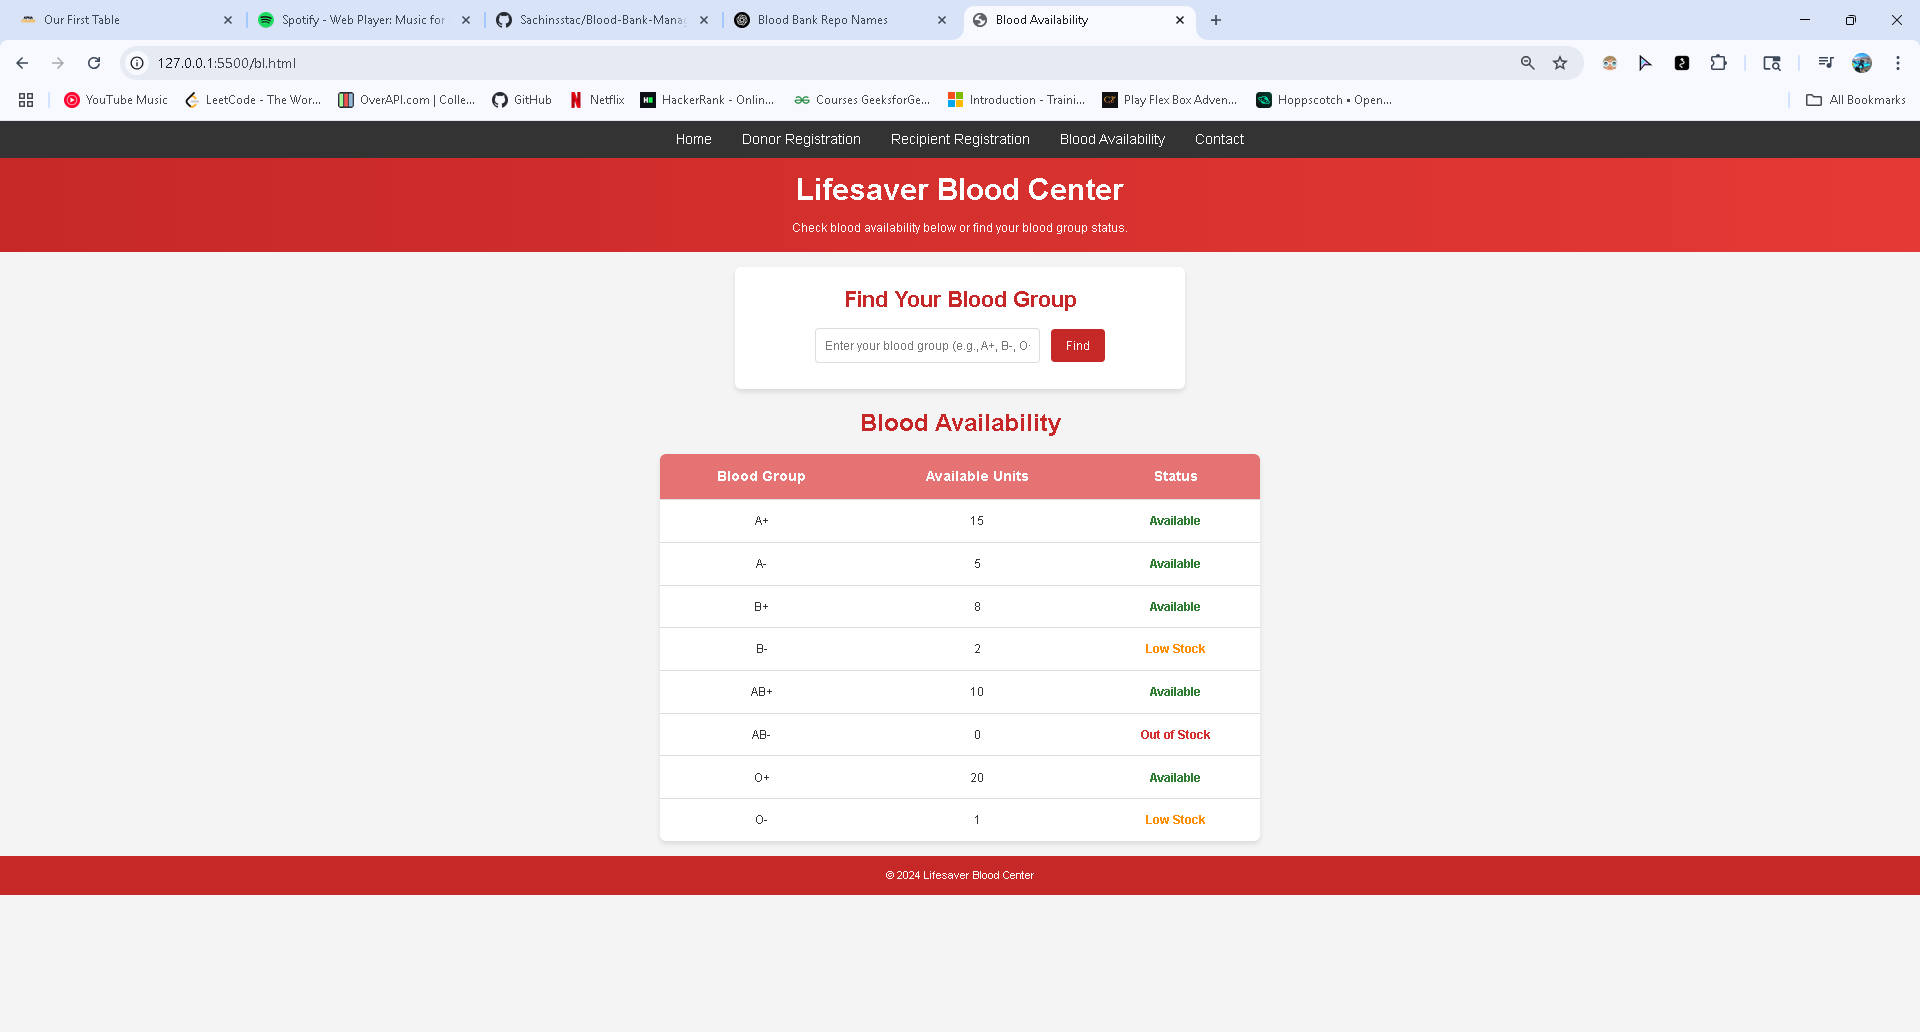 Our First Table
Spotify - Web Player: Music for
Sachinsstac/Blood-Bank-Manag
Blood Bank Repo Names
Blood Availability
127.0.0.1:5500/bl.html
YouTube Music
LeetCode - The Wor...
OverAPI.com | Colle...
GitHub
Netflix
HackerRank - Onlin...
Courses GeeksforGe...
Introduction - Traini...
Play Flex Box Adven...
Hoppscotch • Open...
All Bookmarks
Home Donor Registration Recipient Registration Blood Availability Contact
Lifesaver Blood Center
Check blood availability below or find your blood group status.
Find Your Blood Group
Enter your blood group (e.g., A+, B-, O-
Find
Blood Availability
Blood Group Available Units Status
A+ 15 Available
A- 5 Available
B+ 8 Available
B- 2 Low Stock
AB+ 10 Available
AB- 0 Out of Stock
O+ 20 Available
O- 1 Low Stock
© 2024 Lifesaver Blood Center